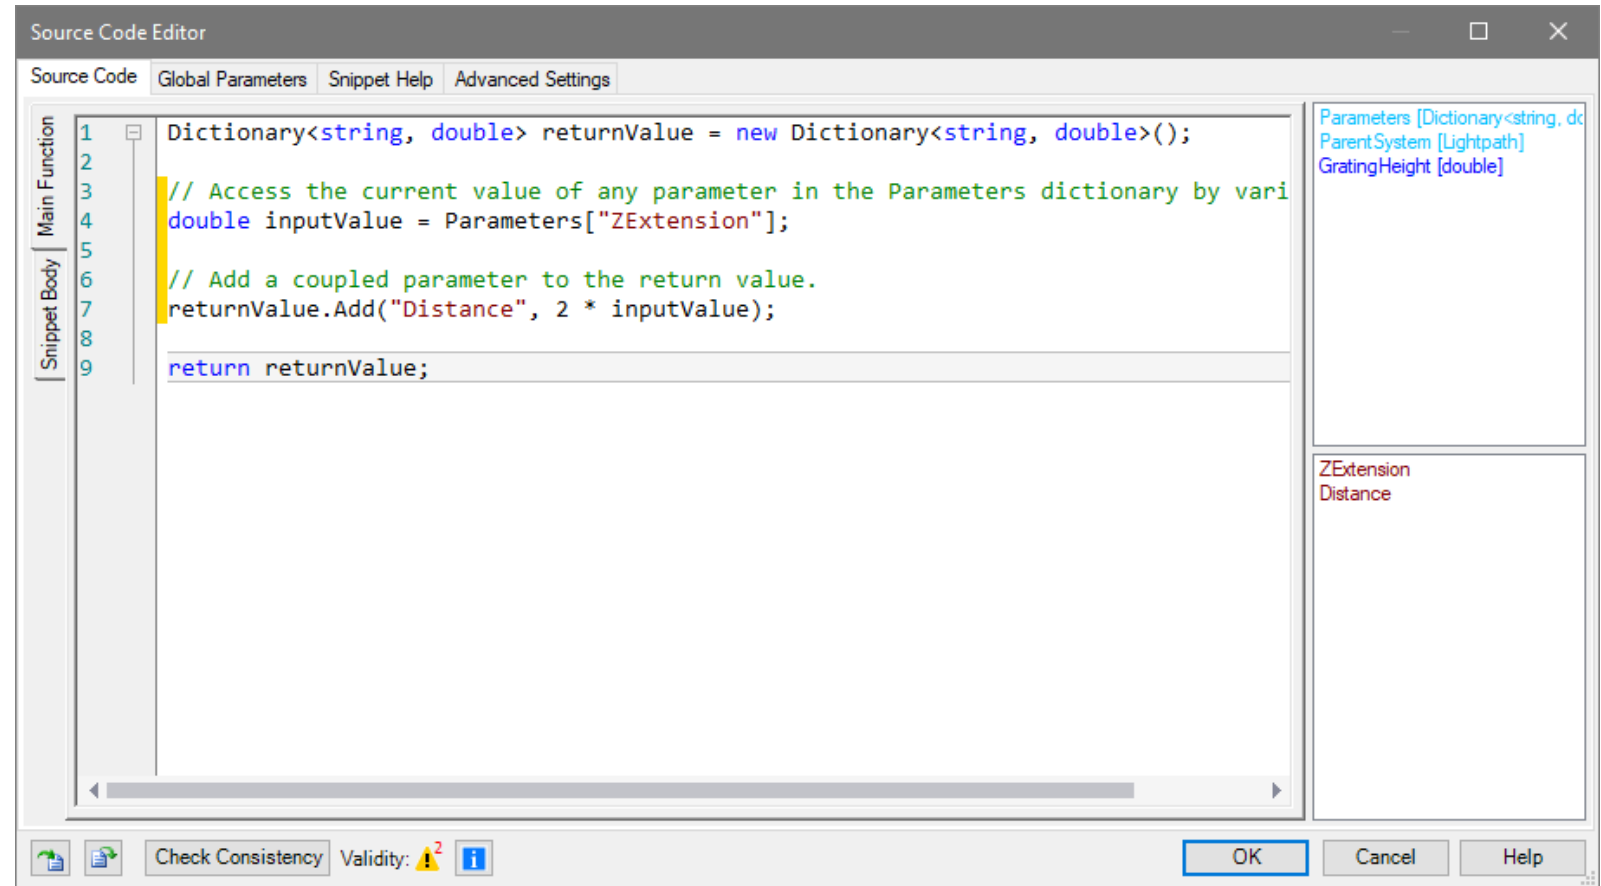 Source Code Editor
Source Code Global Parameters Snippet Help Advanced Settings
Main Function
Snippet Body
1 Dictionary<string, double> returnValue = new Dictionary<string, double>();
2
3 // Access the current value of any parameter in the Parameters dictionary by vari
4 double inputValue = Parameters["ZExtension"];
5
6 // Add a coupled parameter to the return value.
7 returnValue.Add("Distance", 2 * inputValue);
8
9 return returnValue;
Parameters [Dictionary<string, dc
ParentSystem [Lightpath]
GratingHeight [double]
ZExtension
Distance
Check Consistency Validity: 2 OK Cancel Help